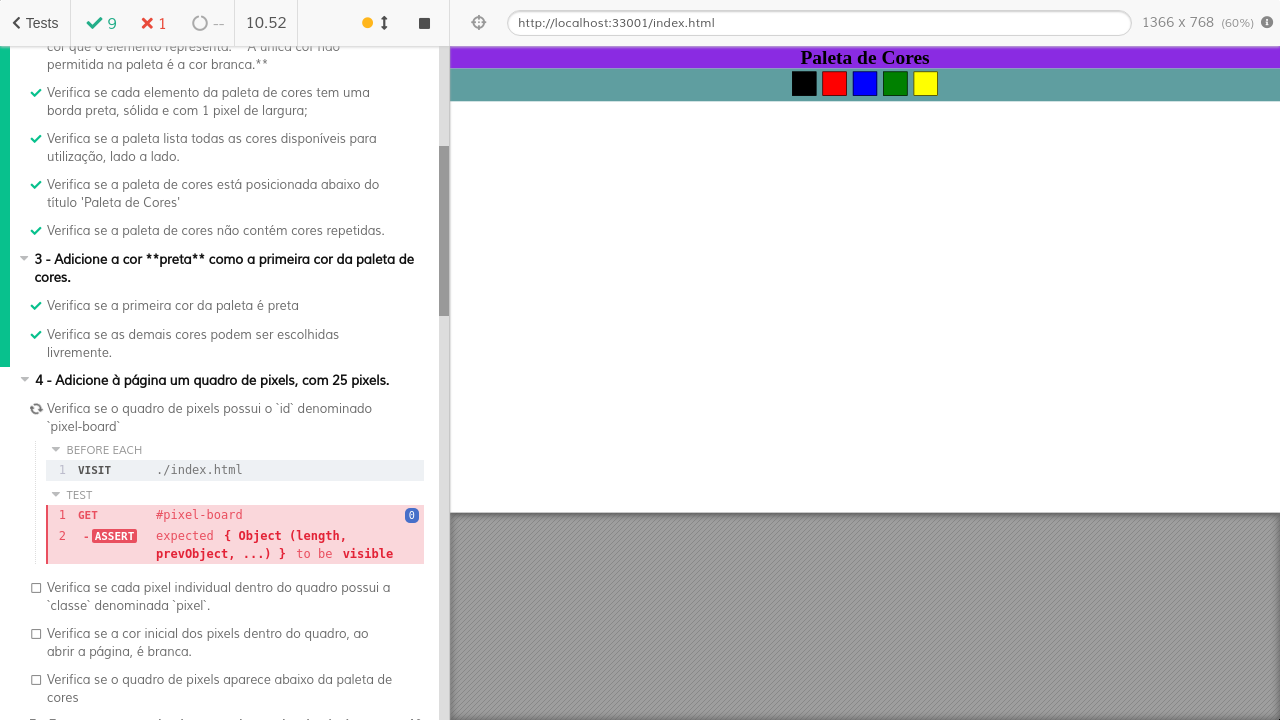 Tests 9 1 -- 10.52
http://localhost:33001/index.html 1366 x 768 (60%)
cor que o elemento representa. **A única cor não
permitida na paleta é a cor branca.**
Verifica se cada elemento da paleta de cores tem uma
borda preta, sólida e com 1 pixel de largura;
Verifica se a paleta lista todas as cores disponíveis para
utilização, lado a lado.
Verifica se a paleta de cores está posicionada abaixo do
título 'Paleta de Cores'
Verifica se a paleta de cores não contém cores repetidas.
3 - Adicione a cor **preta** como a primeira cor da paleta de
cores.
Verifica se a primeira cor da paleta é preta
Verifica se as demais cores podem ser escolhidas
livremente.
4 - Adicione à página um quadro de pixels, com 25 pixels.
Verifica se o quadro de pixels possui o `id` denominado
`pixel-board`
BEFORE EACH
1 VISIT ./index.html
TEST
1 GET #pixel-board 0
2 -ASSERT expected { Object (length,
prevObject, ...) } to be visible
Verifica se cada pixel individual dentro do quadro possui a
`classe` denominada `pixel`.
Verifica se a cor inicial dos pixels dentro do quadro, ao
abrir a página, é branca.
Verifica se o quadro de pixels aparece abaixo da paleta de
cores
Paleta de Cores